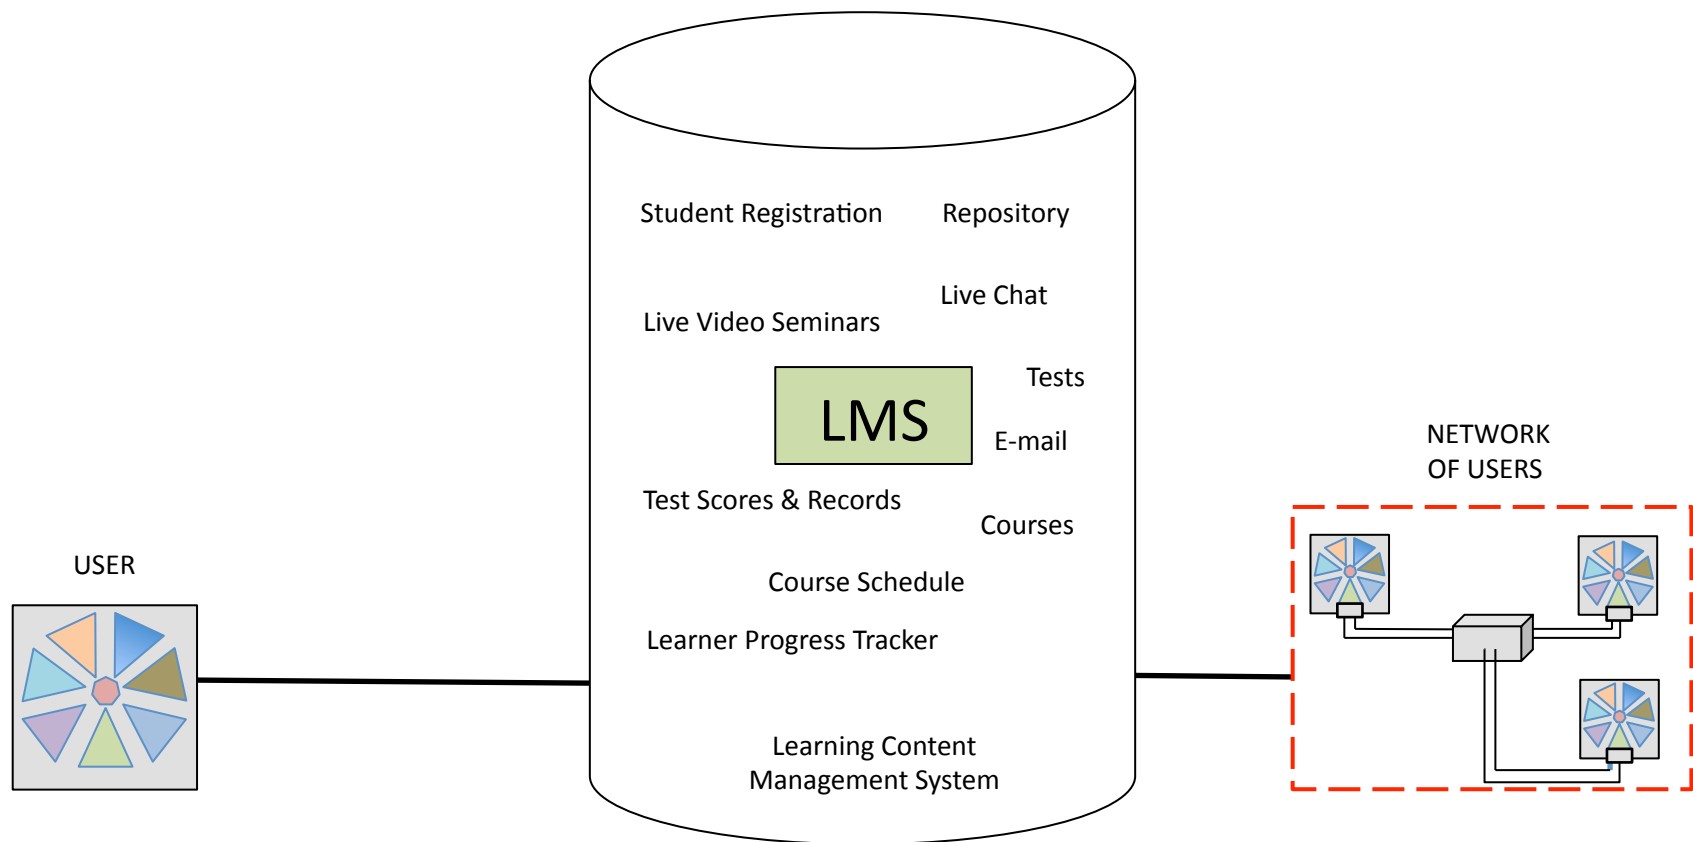 Student Registration
Repository
Live Chat
Live Video Seminars
Tests
LMS
E-mail
NETWORK
OF USERS
Test Scores & Records
Courses
USER
Course Schedule
Learner Progress Tracker
Learning Content
Management System